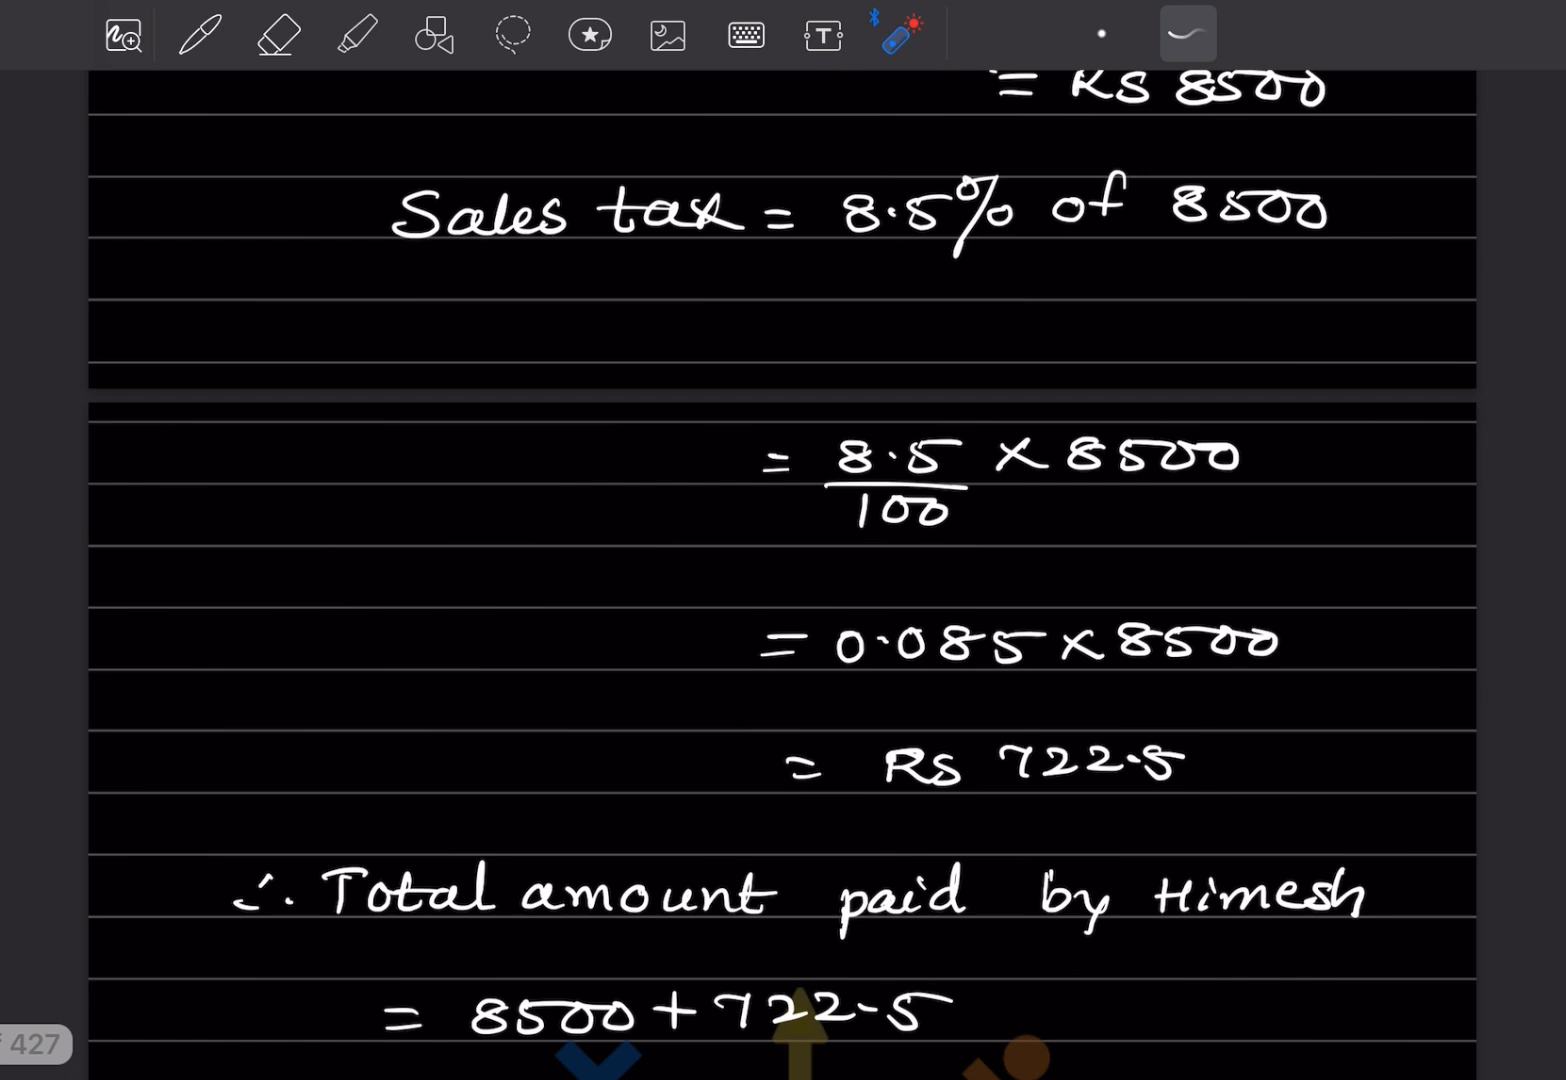 = Rs 8500
Sales tax = 8.5% of 8500
= 8.5 × 8500
100
= 0.085 × 8500
= Rs 722.5
∴ Total amount paid by Himesh
= 8500 + 722.5
427